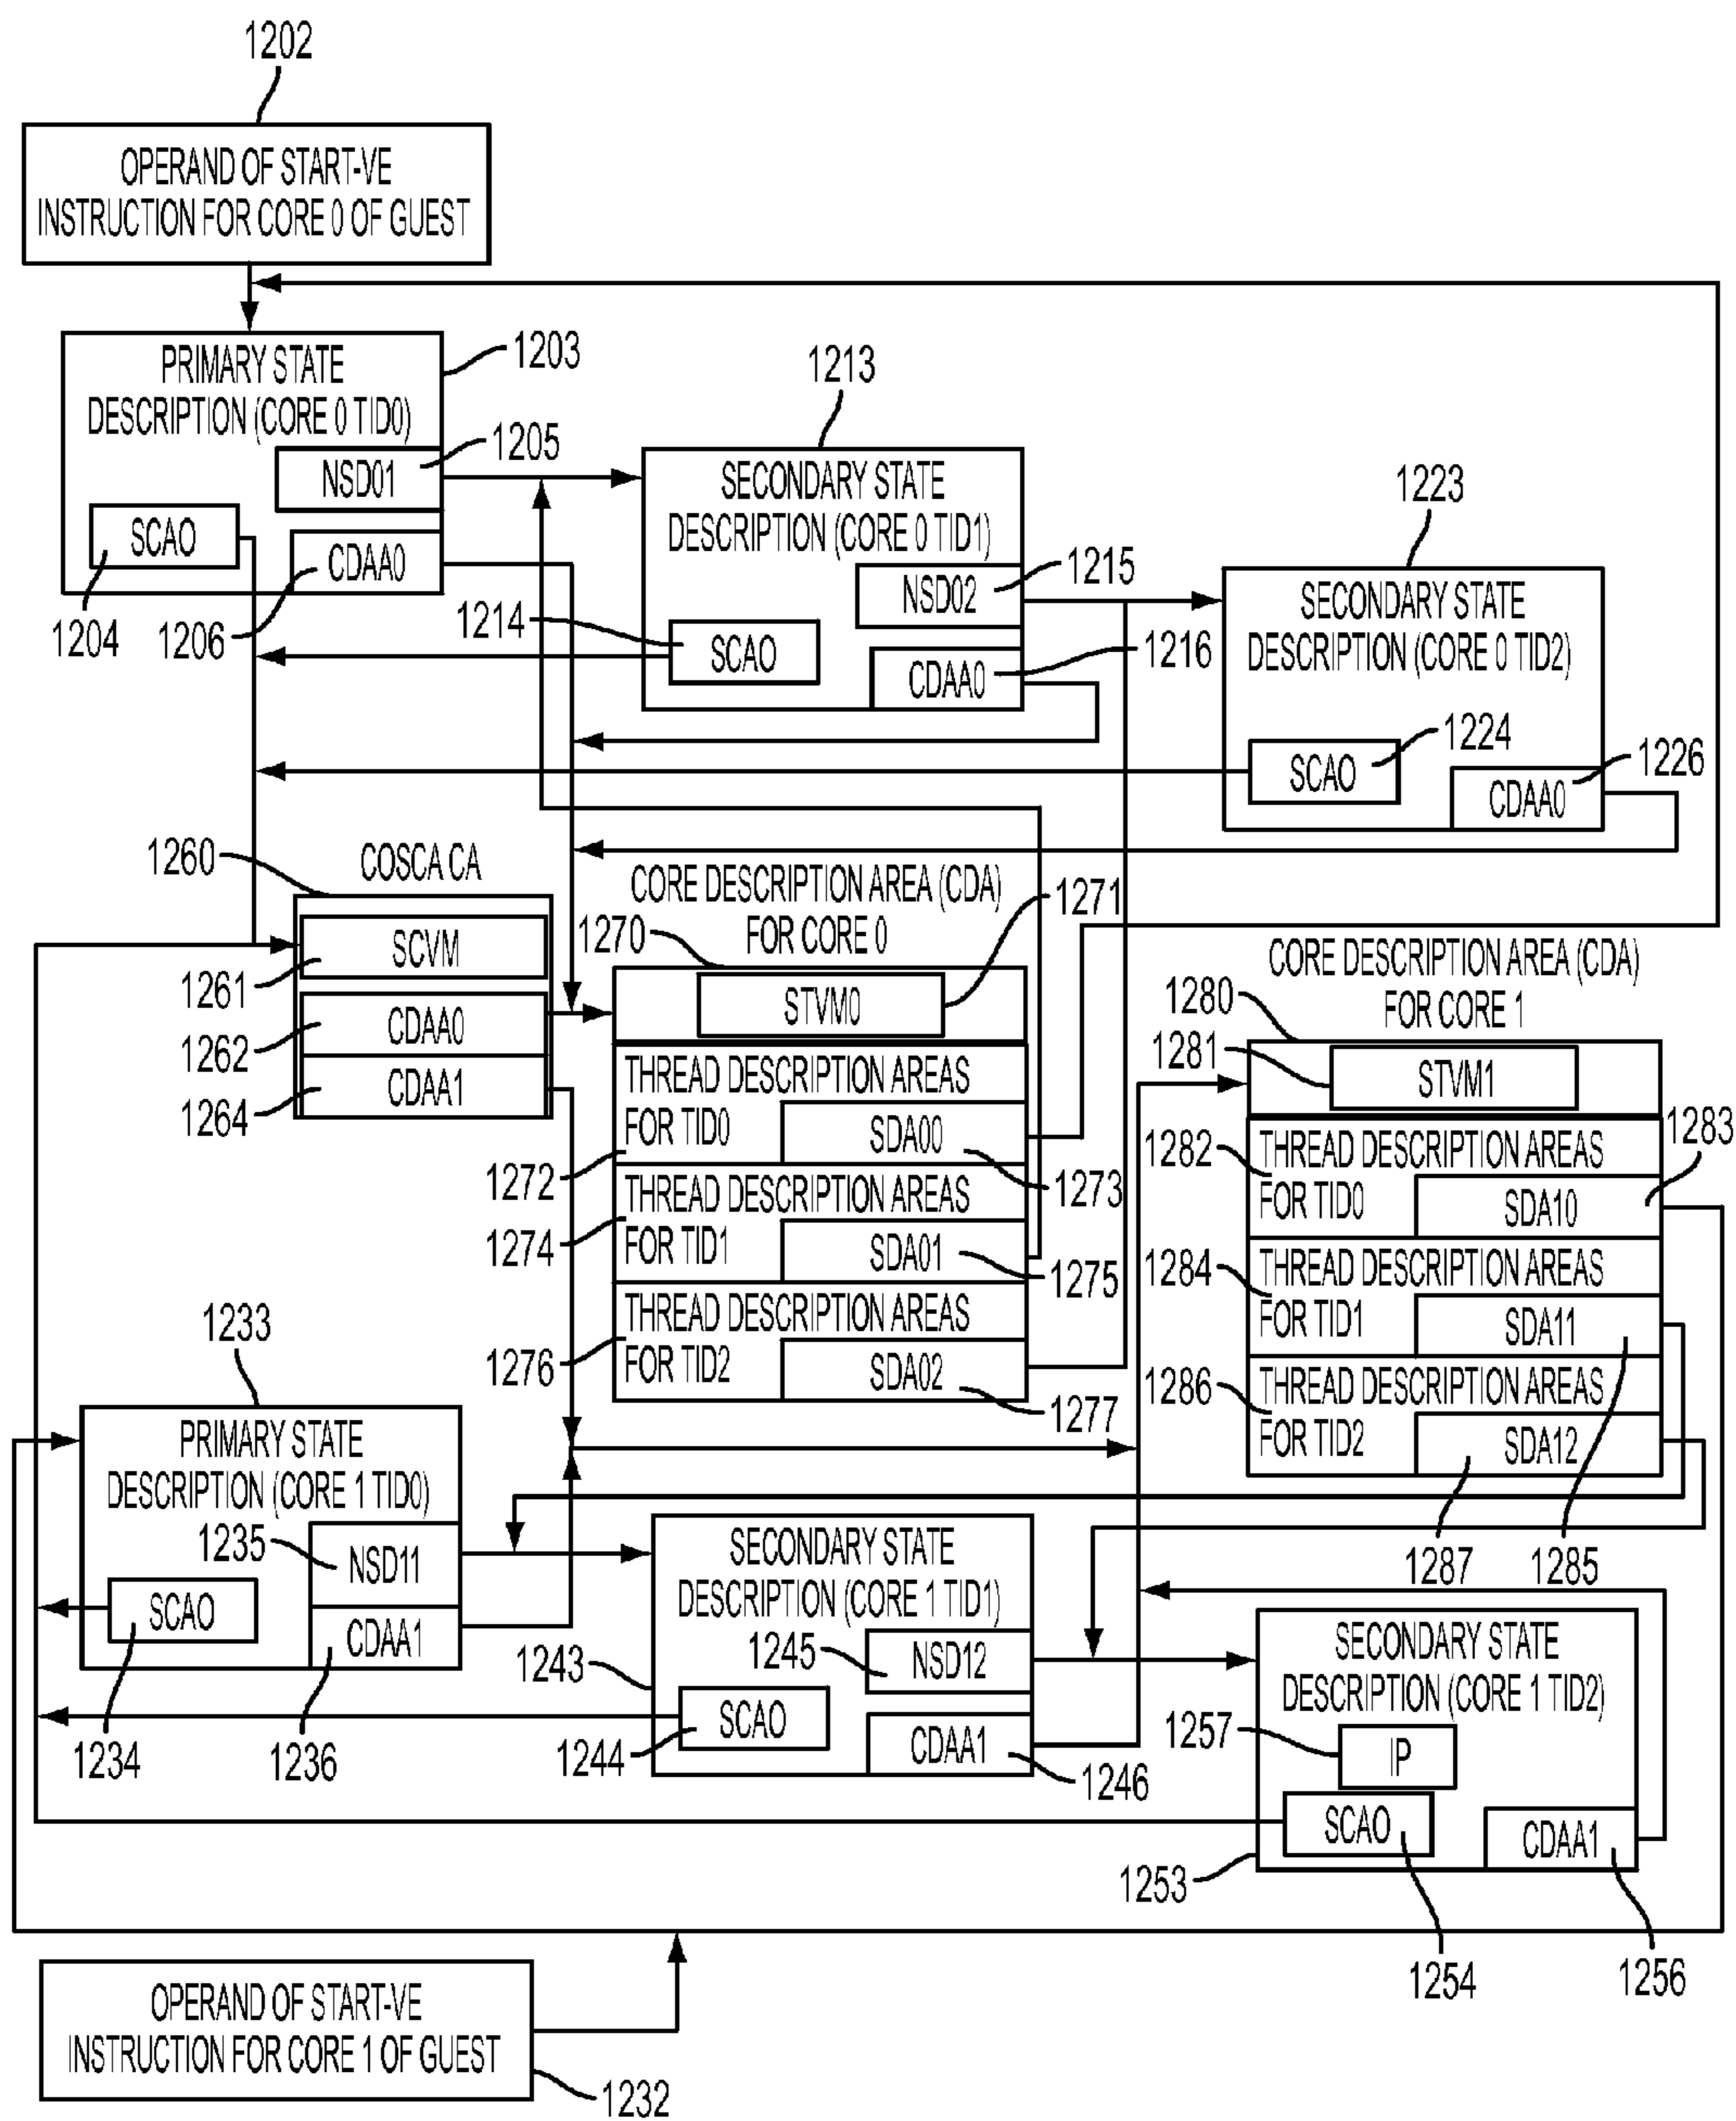 1202
OPERAND OF START-VE
INSTRUCTION FOR CORE 0 OF GUEST
PRIMARY STATE
DESCRIPTION (CORE 0 TID0)
1203
NSD01
1205
SCAO
CDAA0
1204
1206
1213
SECONDARY STATE
DESCRIPTION (CORE 0 TID1)
NSD02
1215
1214
SCAO
CDAA0
1216
1223
SECONDARY STATE
DESCRIPTION (CORE 0 TID2)
SCAO
1224
CDAA0
1226
1260
COSCA CA
SCVM
1261
CDAA0
1262
CDAA1
1264
CORE DESCRIPTION AREA (CDA)
FOR CORE 0
1270
1271
STVM0
THREAD DESCRIPTION AREAS
FOR TID0
SDA00
1272
1273
THREAD DESCRIPTION AREAS
FOR TID1
SDA01
1274
1275
THREAD DESCRIPTION AREAS
FOR TID2
SDA02
1276
1277
CORE DESCRIPTION AREA (CDA)
FOR CORE 1
1280
1281
STVM1
1283
1282
THREAD DESCRIPTION AREAS
FOR TID0
SDA10
1284
THREAD DESCRIPTION AREAS
FOR TID1
SDA11
1286
THREAD DESCRIPTION AREAS
FOR TID2
SDA12
1287
1285
1233
PRIMARY STATE
DESCRIPTION (CORE 1 TID0)
1235
NSD11
SCAO
CDAA1
1234
1236
SECONDARY STATE
DESCRIPTION (CORE 1 TID1)
1243
1245
NSD12
SCAO
1244
CDAA1
1246
SECONDARY STATE
DESCRIPTION (CORE 1 TID2)
1257
IP
SCAO
CDAA1
1253
1254
1256
OPERAND OF START-VE
INSTRUCTION FOR CORE 1 OF GUEST
1232